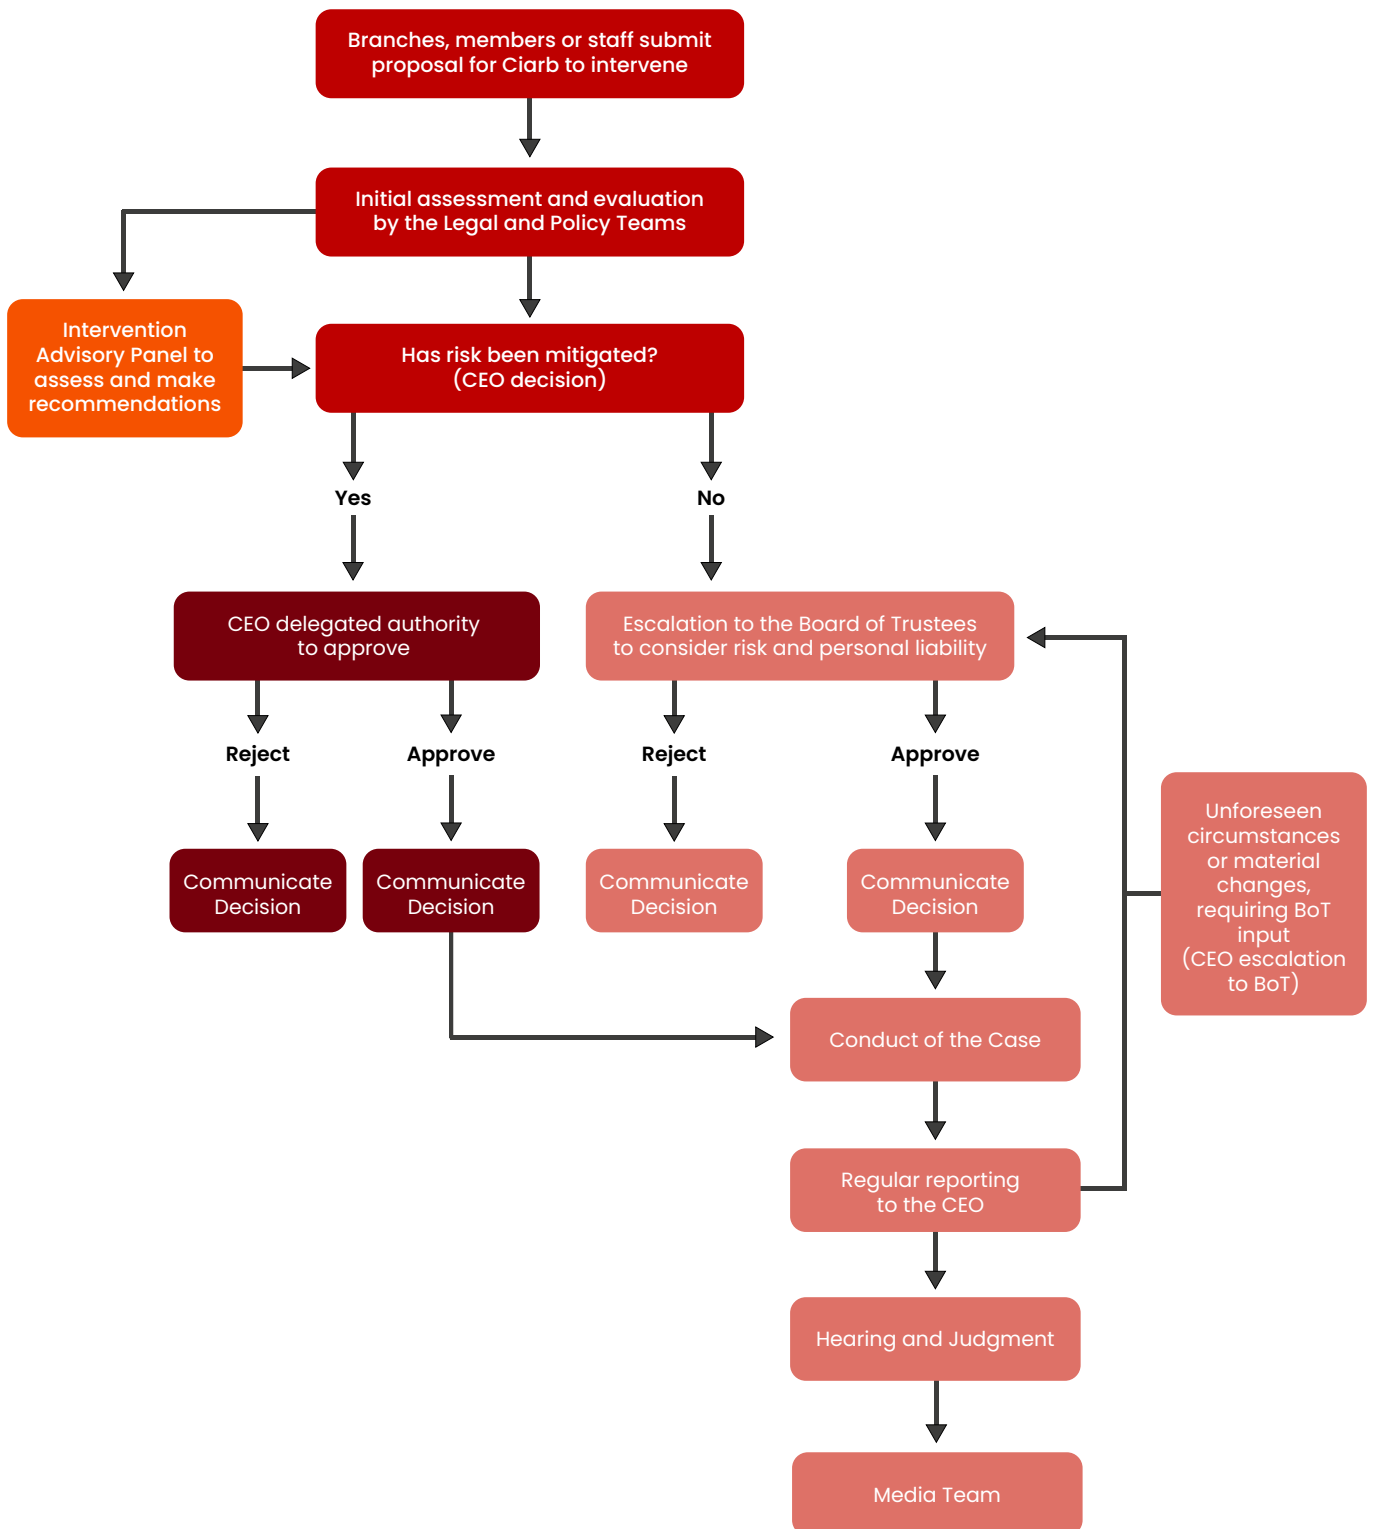 Branches, members or staff submit
proposal for Ciarb to intervene
Initial assessment and evaluation
by the Legal and Policy Teams
Intervention
Advisory Panel to
assess and make
recommendations
Has risk been mitigated?
(CEO decision)
Yes
No
CEO delegated authority
to approve
Escalation to the Board of Trustees
to consider risk and personal liability
Reject
Approve
Reject
Approve
Communicate
Decision
Communicate
Decision
Communicate
Decision
Communicate
Decision
Unforeseen
circumstances
or material
changes,
requiring BoT
input
(CEO escalation
to BoT)
Conduct of the Case
Regular reporting
to the CEO
Hearing and Judgment
Media Team